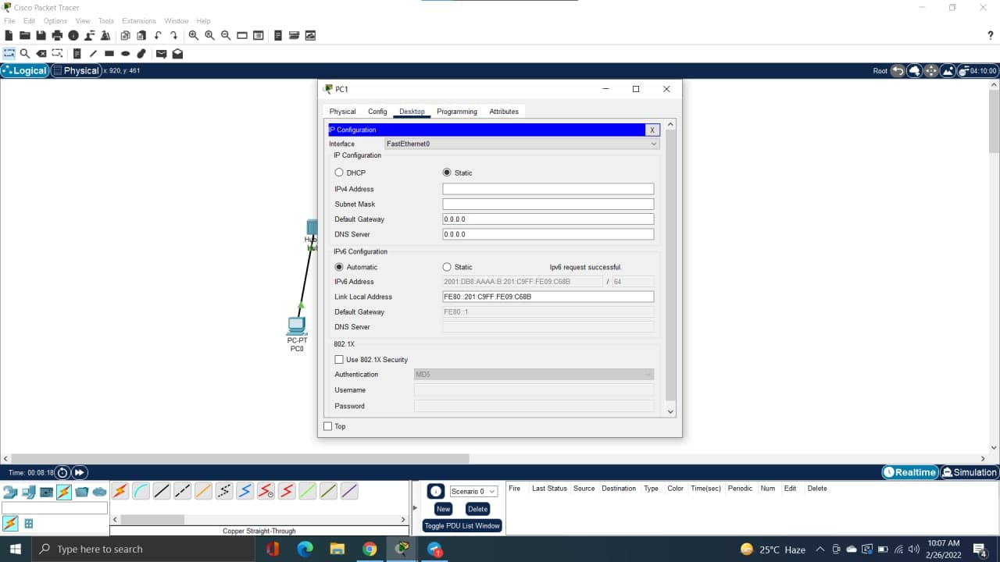 Cisco Packet Tracer
File Edit Options View Tools Extensions Window Help
?
Logical Physical x: 920, y: 461 Root 04:10:00
PC1
Physical Config Desktop Programming Attributes
IP Configuration X
Interface FastEthernet0
IP Configuration
DHCP Static
IPv4 Address
Subnet Mask
Default Gateway 0.0.0.0
DNS Server 0.0.0.0
IPv6 Configuration
Automatic Static Ipv6 request successful.
IPv6 Address 2001:DB8:AAAA:B:201:C9FF:FE09:C68B / 64
Link Local Address FE80::201:C9FF:FE09:C68B
Default Gateway FE80::1
DNS Server
802.1X
Use 802.1X Security
Authentication MD5
Username
Password
Top
PC-PT
PC0
Time: 00:08:18 Realtime Simulation
Scenario 0
New Delete
Toggle PDU List Window
Fire Last Status Source Destination Type Color Time(sec) Periodic Num Edit Delete
Copper Straight-Through
Type here to search 1 25°C Haze 10:07 AM
2/26/2022 4